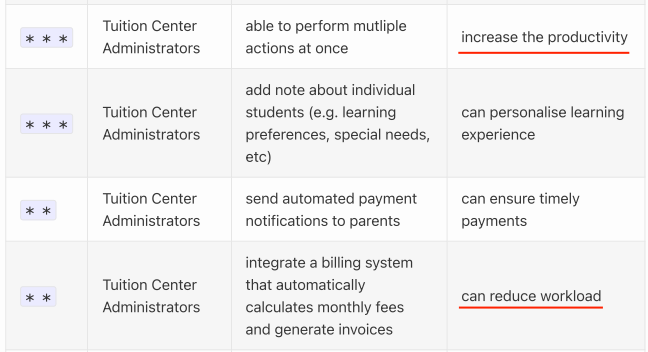 * * *
Tuition Center
Administrators
able to perform mutliple
actions at once
increase the productivity
* * *
Tuition Center
Administrators
add note about individual
students (e.g. learning
preferences, special needs,
etc)
can personalise learning
experience
* *
Tuition Center
Administrators
send automated payment
notifications to parents
can ensure timely
payments
* *
Tuition Center
Administrators
integrate a billing system
that automatically
calculates monthly fees
and generate invoices
can reduce workload